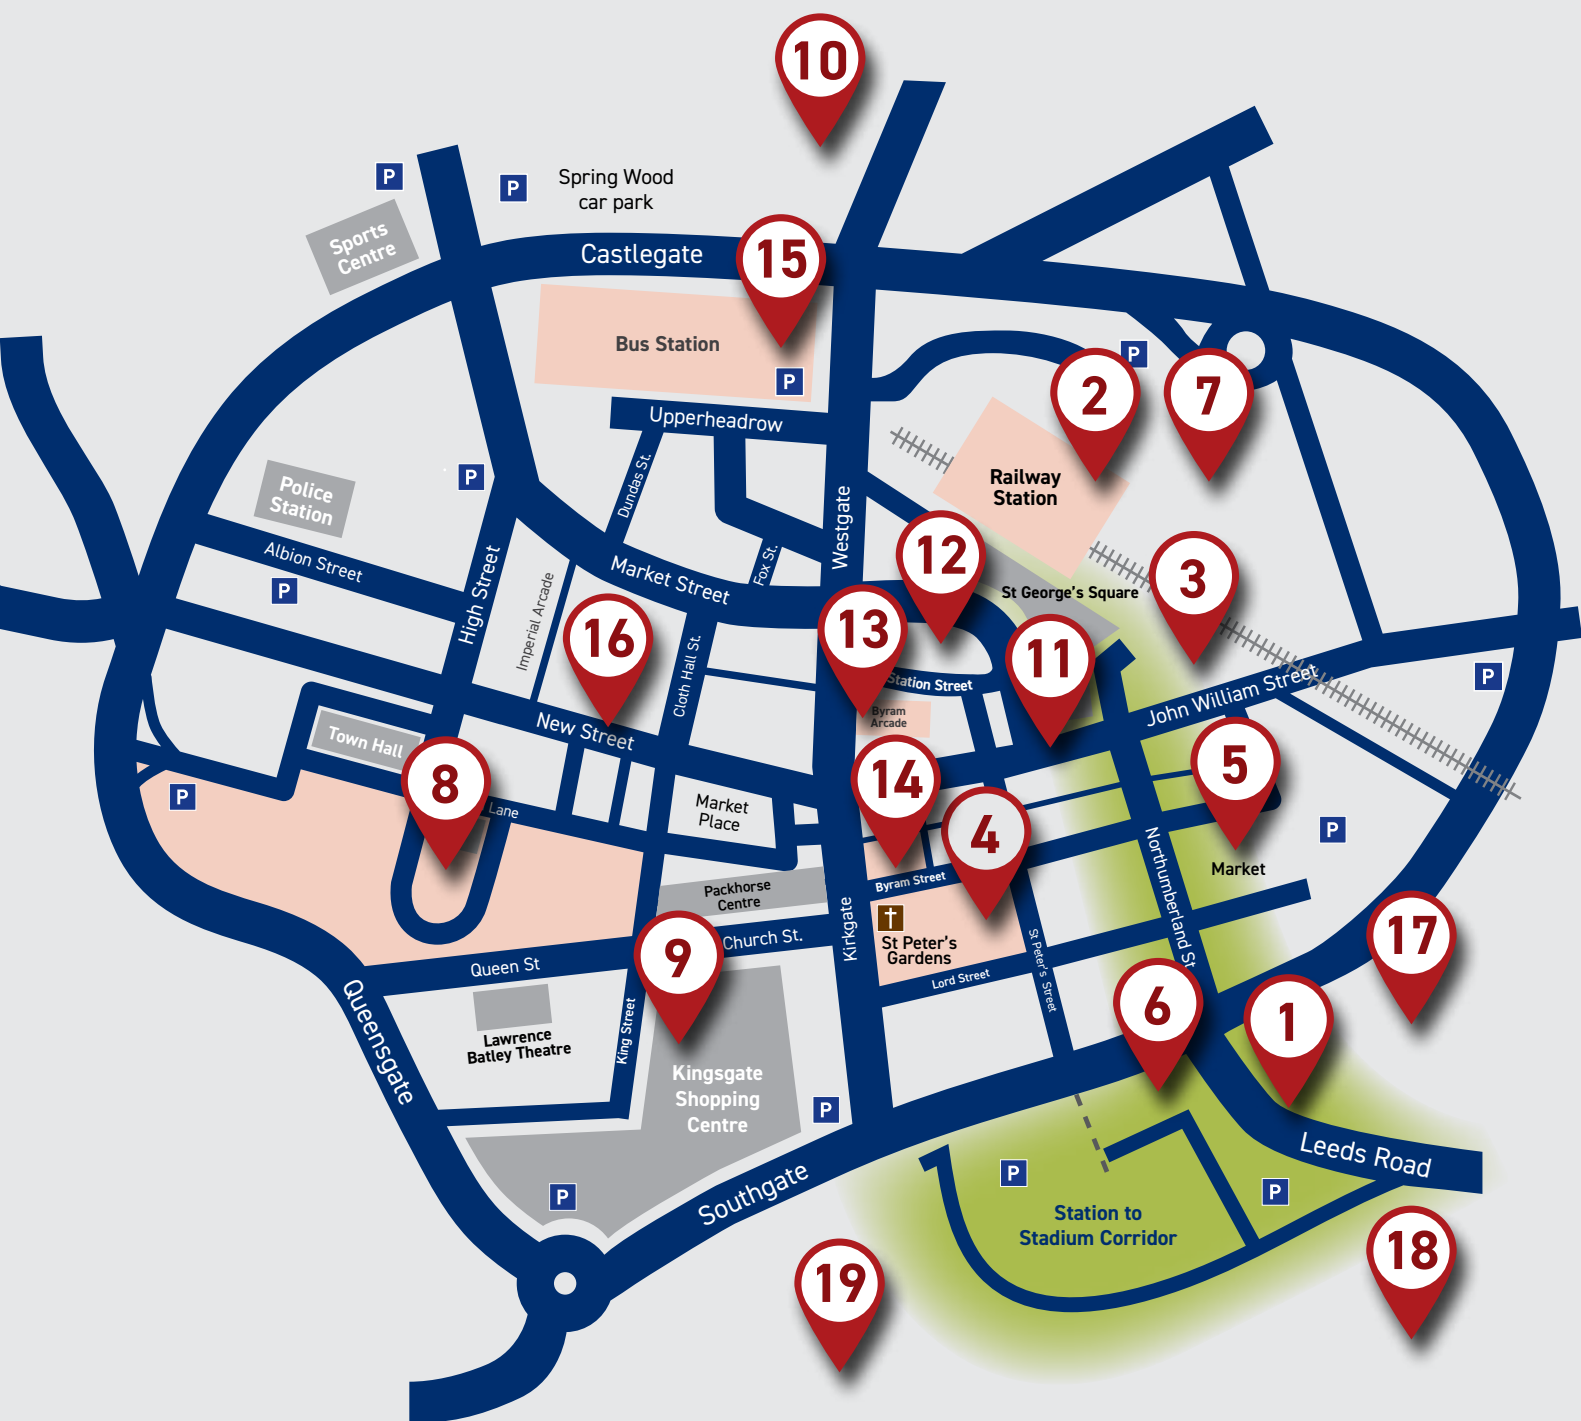 10
P
P
Spring Wood
car park
Sports
Centre
Castlegate
15
Bus Station
P
P
2
7
Upperheadrow
Railway
Station
Police
Station
P
Dundas St.
Westgate
Albion Street
P
High Street
Imperial Arcade
Market Street
Fox St.
12
St George's Square
3
16
13
11
Cloth Hall St.
Station Street
P
John William Street
Byram
Arcade
New Street
Town Hall
8
P
Lane
Market
Place
14
4
5
P
Market
Northumberland St
Byram Street
Packhorse
Centre
St Peter's
Gardens
Kirkgate
Church St.
Queen St
9
17
Lord Street
St Peter's Street
6
1
Queensgate
Lawrence
Batley Theatre
King Street
Kingsgate
Shopping
Centre
P
P
Southgate
P
P
Leeds Road
Station to
Stadium Corridor
18
19